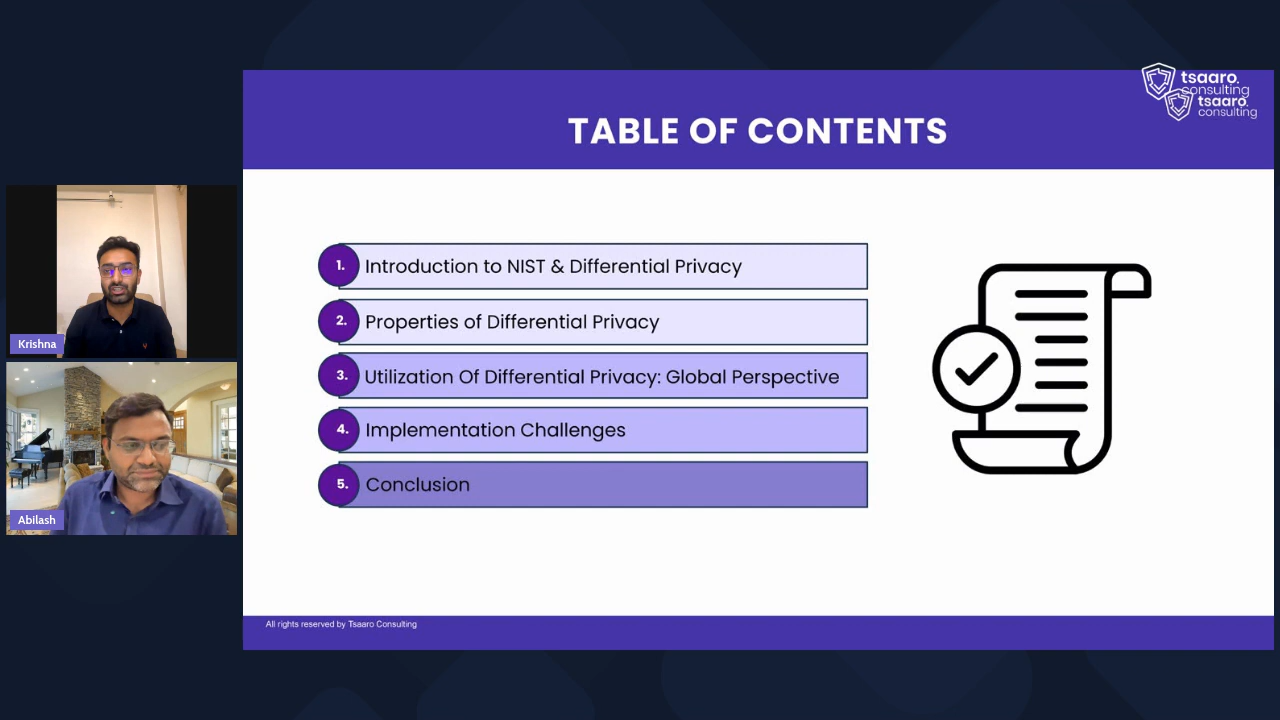 tsaaro.
consulting
tsaaro.
consulting
TABLE OF CONTENTS
1. Introduction to NIST & Differential Privacy
2. Properties of Differential Privacy
3. Utilization Of Differential Privacy: Global Perspective
4. Implementation Challenges
5. Conclusion
Krishna
Abilash
All rights reserved by Tsaaro Consulting